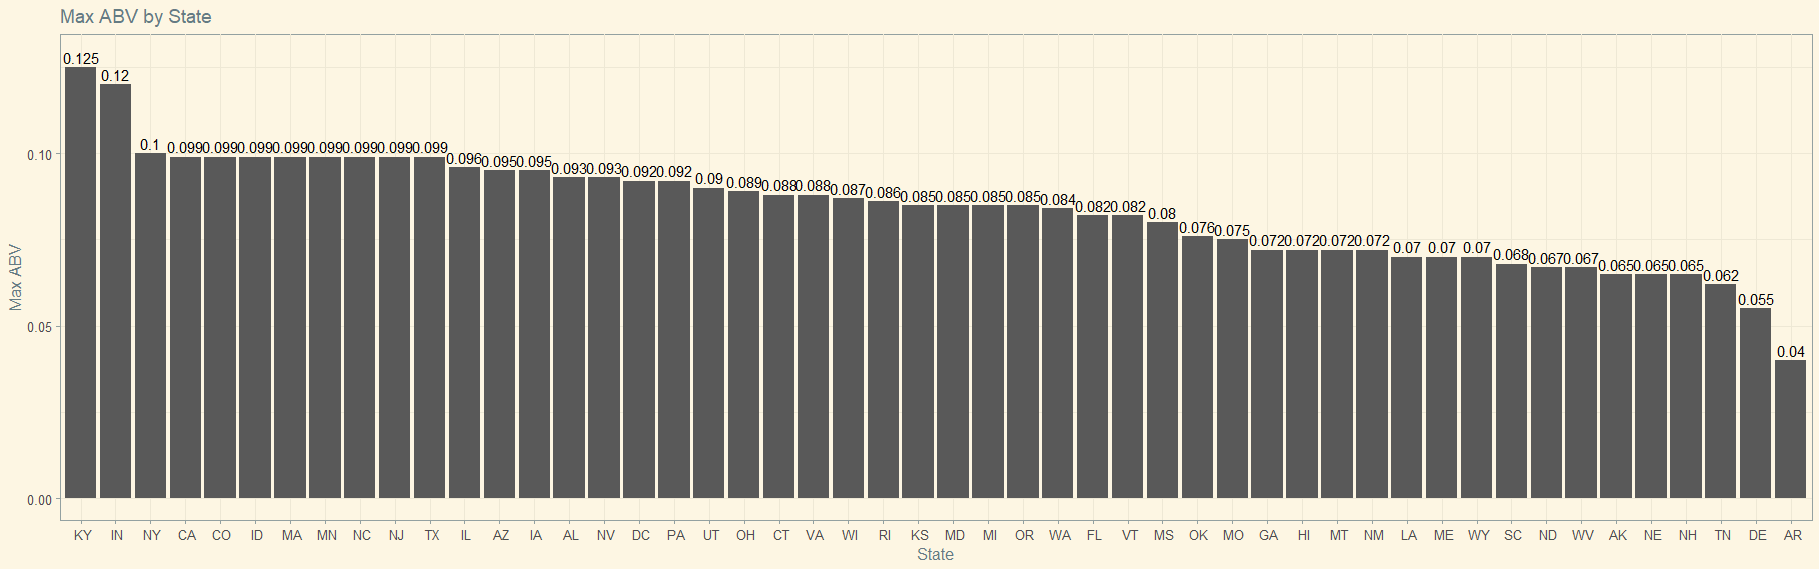 Max ABV by State
0.125 0.12 0.1 0.099 0.099 0.099 0.099 0.099 0.099 0.099 0.099 0.096 0.095 0.095 0.093 0.093 0.092 0.092 0.09 0.089 0.088 0.088 0.087 0.086 0.085 0.085 0.085 0.085 0.084 0.082 0.082 0.08 0.076 0.075 0.072 0.072 0.072 0.072 0.07 0.07 0.07 0.068 0.067 0.067 0.065 0.065 0.065 0.062 0.055 0.04
0.10
0.05
0.00
Max ABV
KY IN NY CA CO ID MA MN NC NJ TX IL AZ IA AL NV DC PA UT OH CT VA WI RI KS MD MI OR WA FL VT MS OK MO GA HI MT NM LA ME WY SC ND WV AK NE NH TN DE AR
State